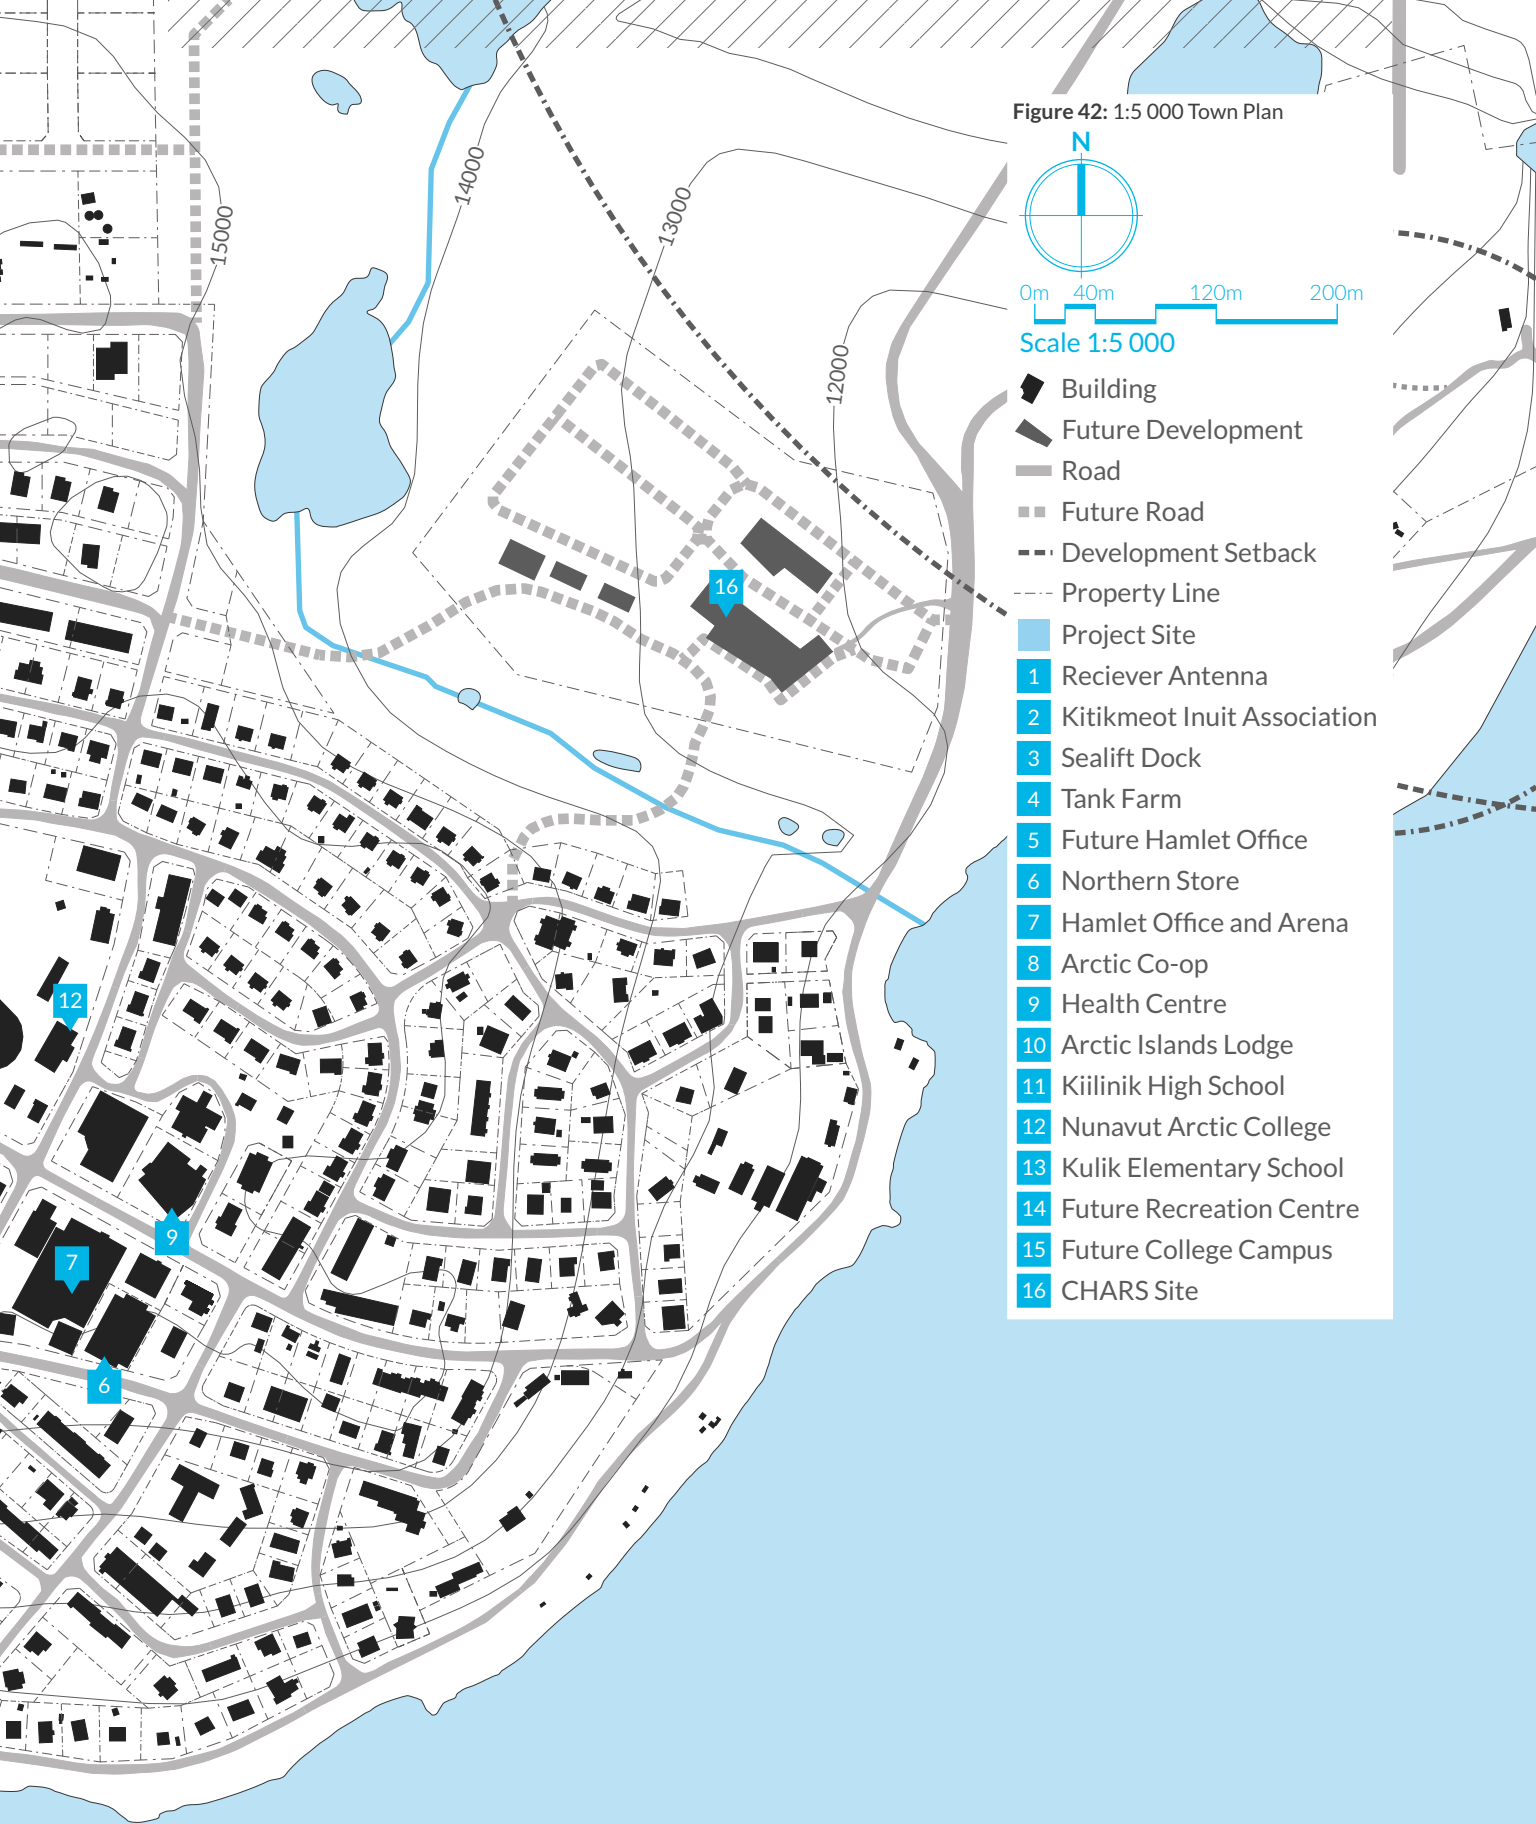 Figure 42: 1:5 000 Town Plan
N
0m 40m 120m 200m
Scale 1:5 000
Building
Future Development
Road
Future Road
Development Setback
Property Line
Project Site
1 Reciever Antenna
2 Kitikmeot Inuit Association
3 Sealift Dock
4 Tank Farm
5 Future Hamlet Office
6 Northern Store
7 Hamlet Office and Arena
8 Arctic Co-op
9 Health Centre
10 Arctic Islands Lodge
11 Kiilinik High School
12 Nunavut Arctic College
13 Kulik Elementary School
14 Future Recreation Centre
15 Future College Campus
16 CHARS Site
15000
14000
13000
12000
16
12
9
7
6